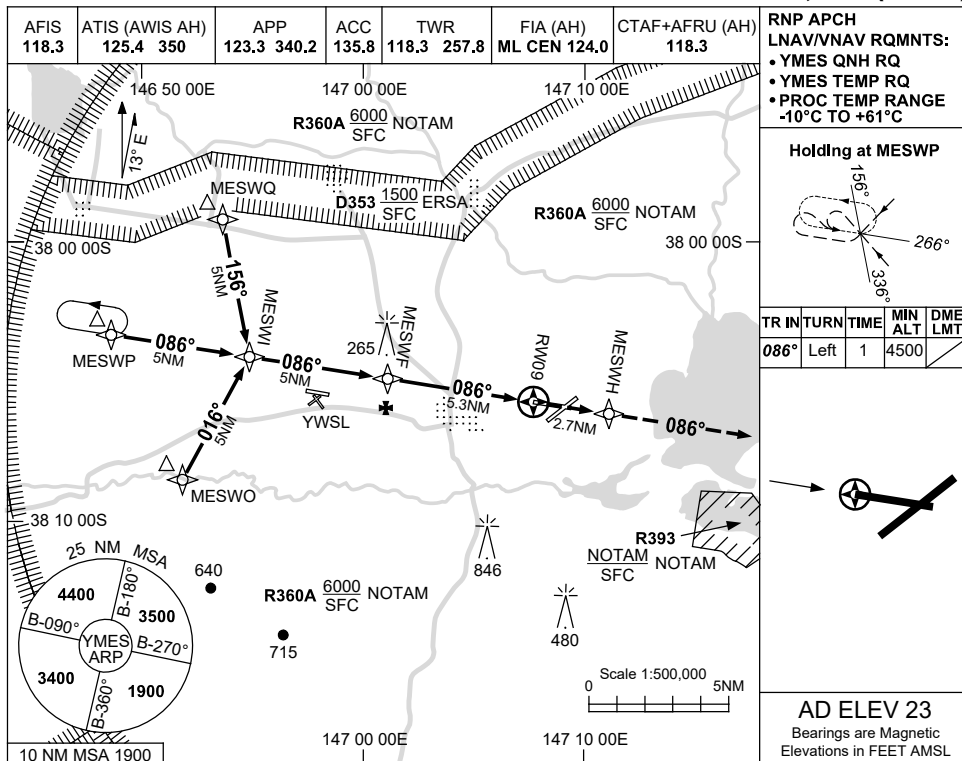 AFIS
118.3
ATIS (AWIS AH)
125.4 350
APP
123.3 340.2
ACC
135.8
TWR
118.3 257.8
FIA (AH)
ML CEN 124.0
CTAF+AFRU (AH)
118.3
RNP APCH
LNAV/VNAV RQMNTS:
• YMES QNH RQ
• YMES TEMP RQ
• PROC TEMP RANGE
-10°C TO +61°C
146 50 00E
147 00 00E
147 10 00E
13° E
R360A 6000 NOTAM
SFC
MESWQ
D353 1500 ERSA
SFC
R360A 6000 NOTAM
SFC
38 00 00S
156°
5NM
MESWP
086°
5NM
MESWI
086°
5NM
265
MESWF
086°
5.3NM
RW09
2.7NM
MESWH
086°
YWSL
016°
5NM
MESWO
38 10 00S
R393
NOTAM NOTAM
SFC
846
640
R360A 6000 NOTAM
SFC
715
480
25 NM MSA
4400
B-180°
3500
B-090°
YMES
ARP
B-270°
3400
B-360°
1900
10 NM MSA 1900
Scale 1:500,000
0 5NM
147 00 00E
147 10 00E
Holding at MESWP
156°
266°
336°
TR IN TURN TIME MIN ALT DME LMT
086° Left 1 4500
AD ELEV 23
Bearings are Magnetic
Elevations in FEET AMSL